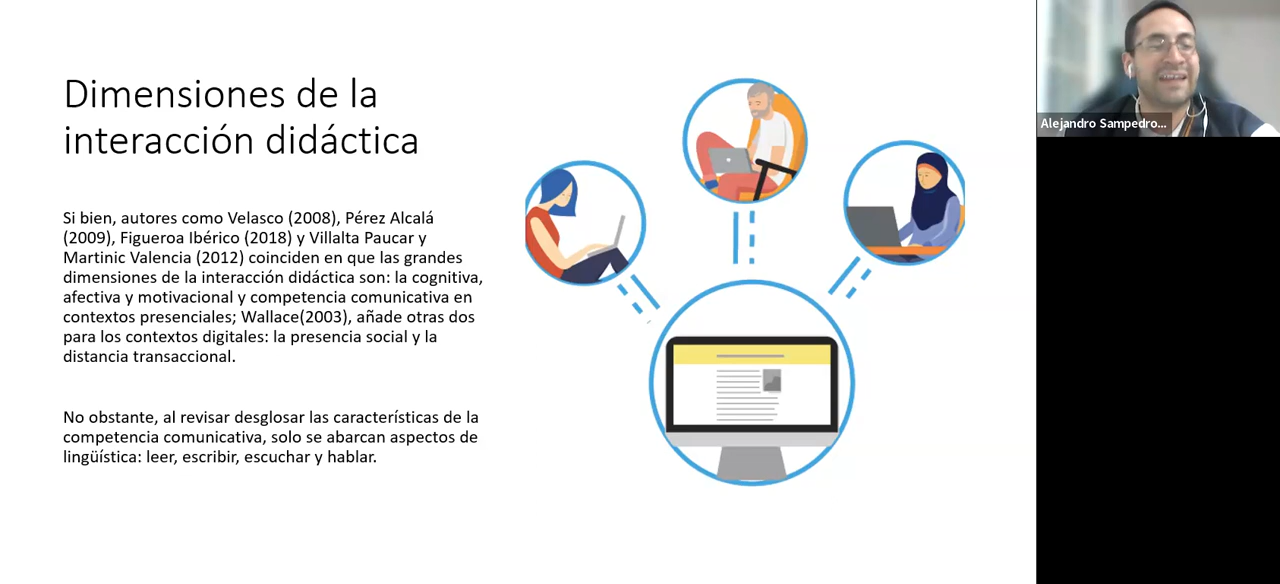 Dimensiones de la
interacción didáctica
Si bien, autores como Velasco (2008), Pérez Alcalá
(2009), Figueroa Ibérico (2018) y Villalta Paucar y
Martinic Valencia (2012) coinciden en que las grandes
dimensiones de la interacción didáctica son: la cognitiva,
afectiva y motivacional y competencia comunicativa en
contextos presenciales; Wallace(2003), añade otras dos
para los contextos digitales: la presencia social y la
distancia transaccional.
No obstante, al revisar desglosar las características de la
competencia comunicativa, solo se abarcan aspectos de
lingüística: leer, escribir, escuchar y hablar.
Alejandro Sampedro...